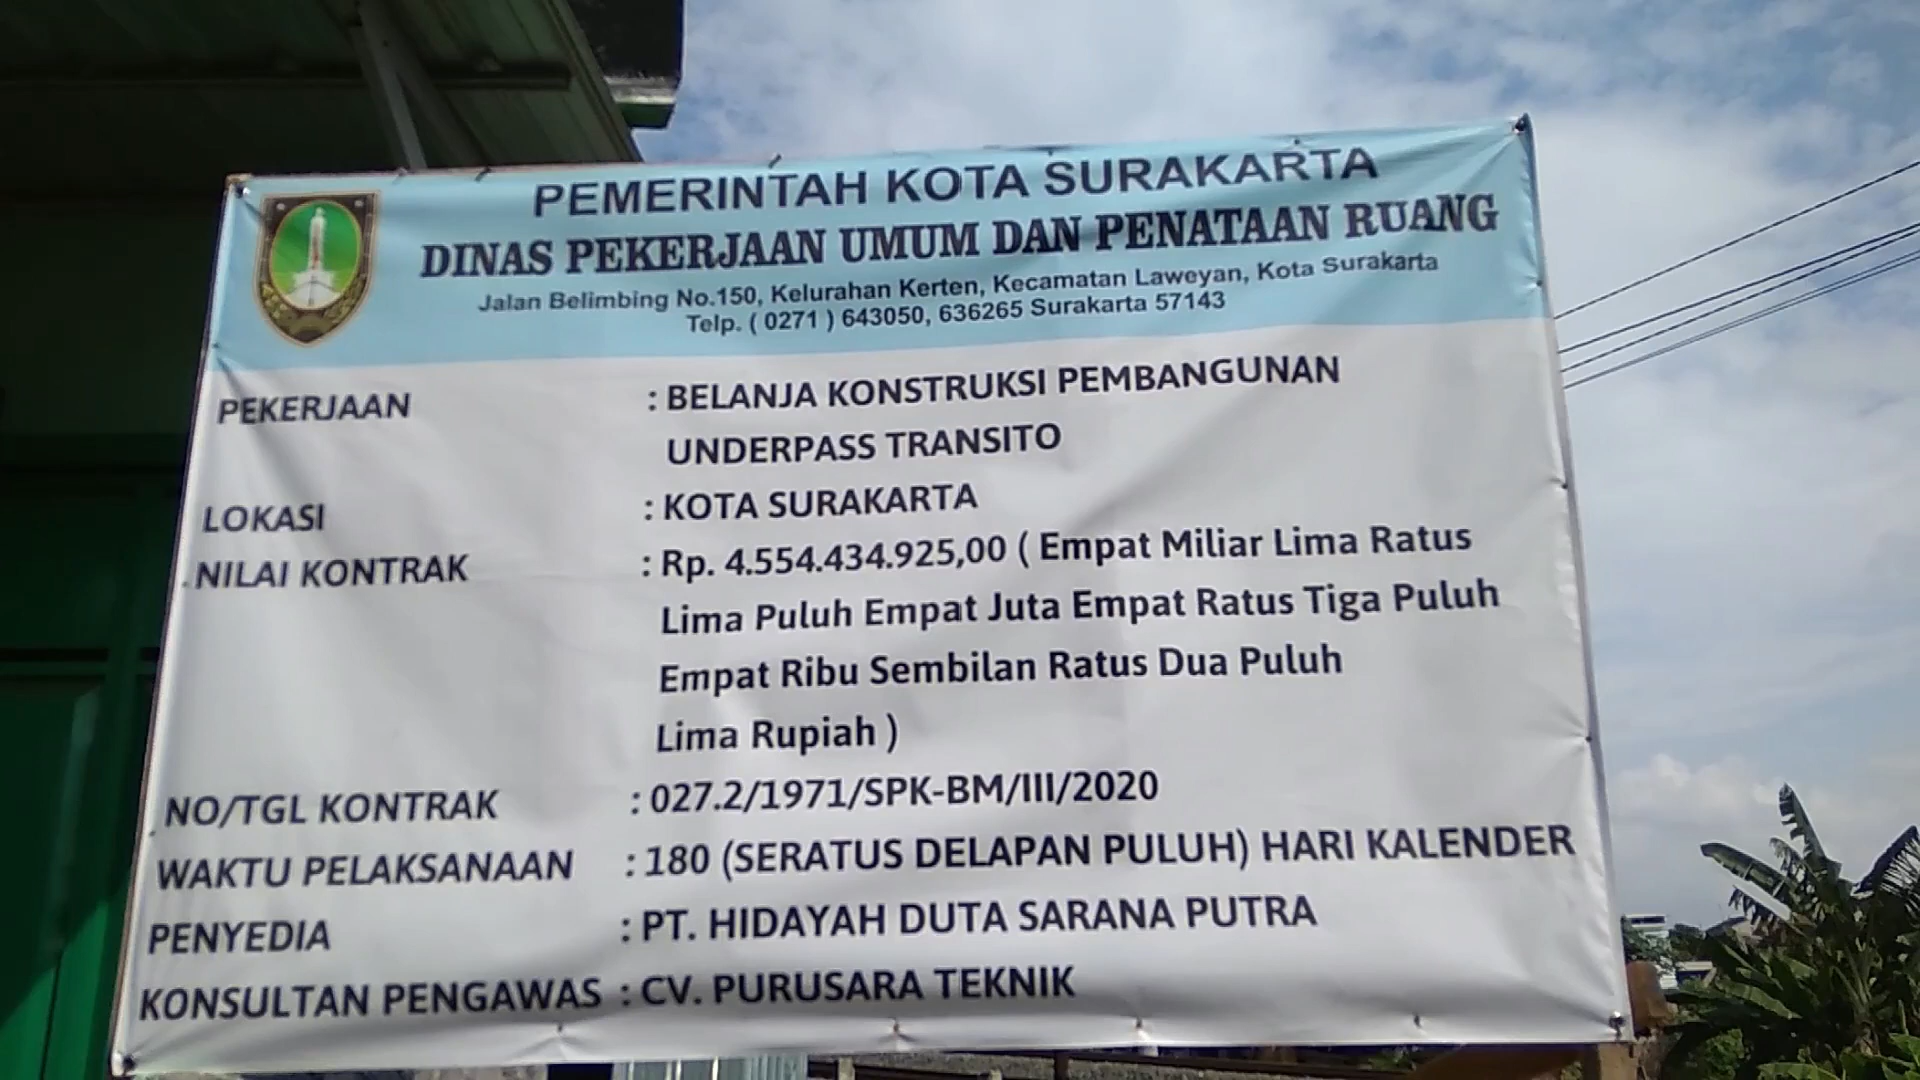 PEMERINTAH KOTA SURAKARTA
DINAS PEKERJAAN UMUM DAN PENATAAN RUANG
Jalan Belimbing No.150, Kelurahan Kerten, Kecamatan Laweyan, Kota Surakarta
Telp. ( 0271 ) 643050, 636265 Surakarta 57143
PEKERJAAN : BELANJA KONSTRUKSI PEMBANGUNAN
UNDERPASS TRANSITO
LOKASI : KOTA SURAKARTA
NILAI KONTRAK : Rp. 4.554.434.925,00 ( Empat Miliar Lima Ratus
Lima Puluh Empat Juta Empat Ratus Tiga Puluh
Empat Ribu Sembilan Ratus Dua Puluh
Lima Rupiah )
NO/TGL KONTRAK : 027.2/1971/SPK-BM/III/2020
WAKTU PELAKSANAAN : 180 (SERATUS DELAPAN PULUH) HARI KALENDER
PENYEDIA : PT. HIDAYAH DUTA SARANA PUTRA
KONSULTAN PENGAWAS : CV. PURUSARA TEKNIK